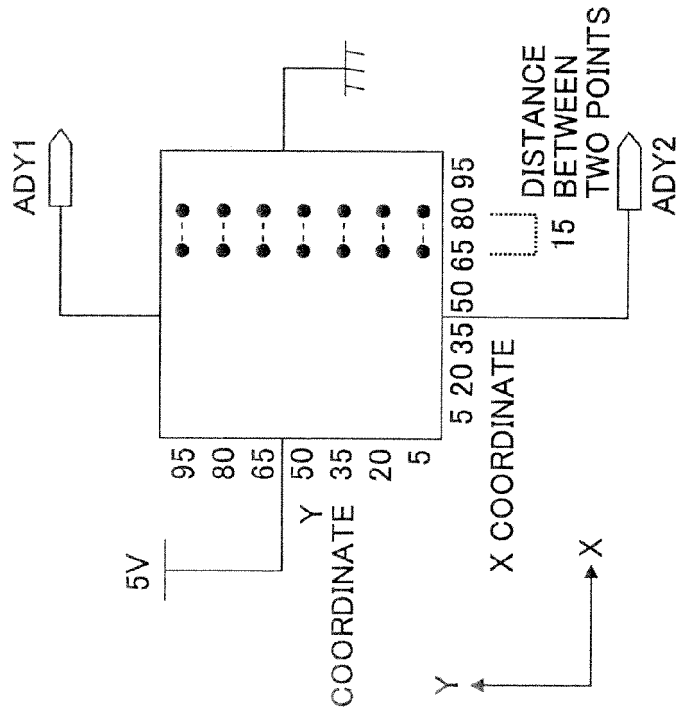 ADY1
5V
95
80
65
50
35
20
5
Y
COORDINATE
5 20 35 50 65 80 95
X COORDINATE
15
DISTANCE
BETWEEN
TWO POINTS
ADY2
Y
X